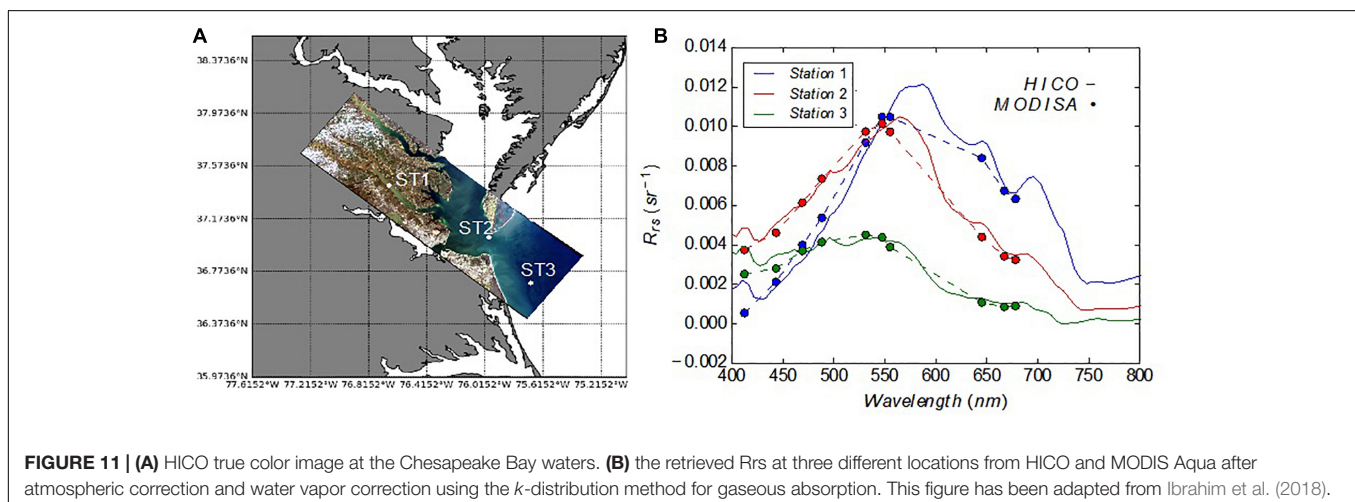 A
38.1736°N
37.9736°N
37.5736°N
37.1736°N
36.7736°N
36.3736°N
35.9736°N
77.6152°W 77.2152°W 76.8152°W 76.4152°W 76.0152°W 75.6152°W 75.2152°W
ST1
ST2
ST3
B
0.014
0.012
0.010
0.008
0.006
0.004
0.002
0.000
−0.002
400 450 500 550 600 650 700 750 800
Rrs (sr−1)
Wavelength (nm)
Station 1
Station 2
Station 3
HICO –
MODISA •
FIGURE 11 | (A) HICO true color image at the Chesapeake Bay waters. (B) the retrieved Rrs at three different locations from HICO and MODIS Aqua after
atmospheric correction and water vapor correction using the k-distribution method for gaseous absorption. This figure has been adapted from Ibrahim et al. (2018).